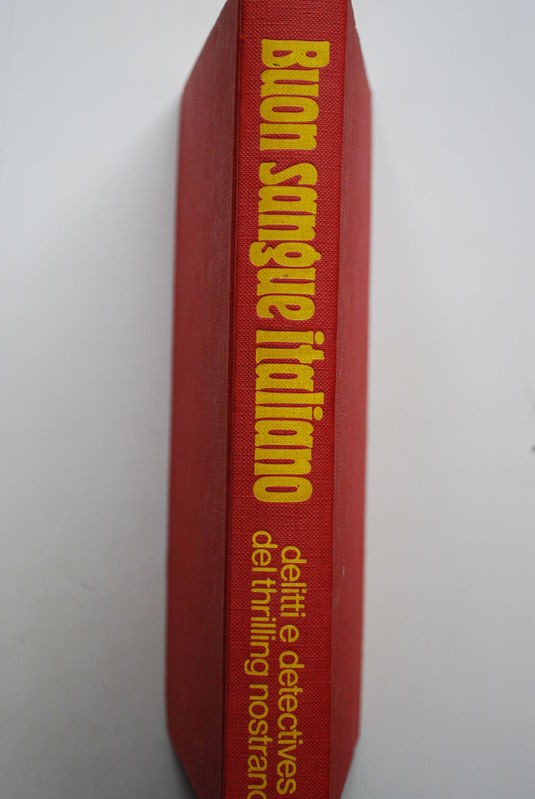 Buon sangue italiano
delitti e detectives
del thrilling nostrano